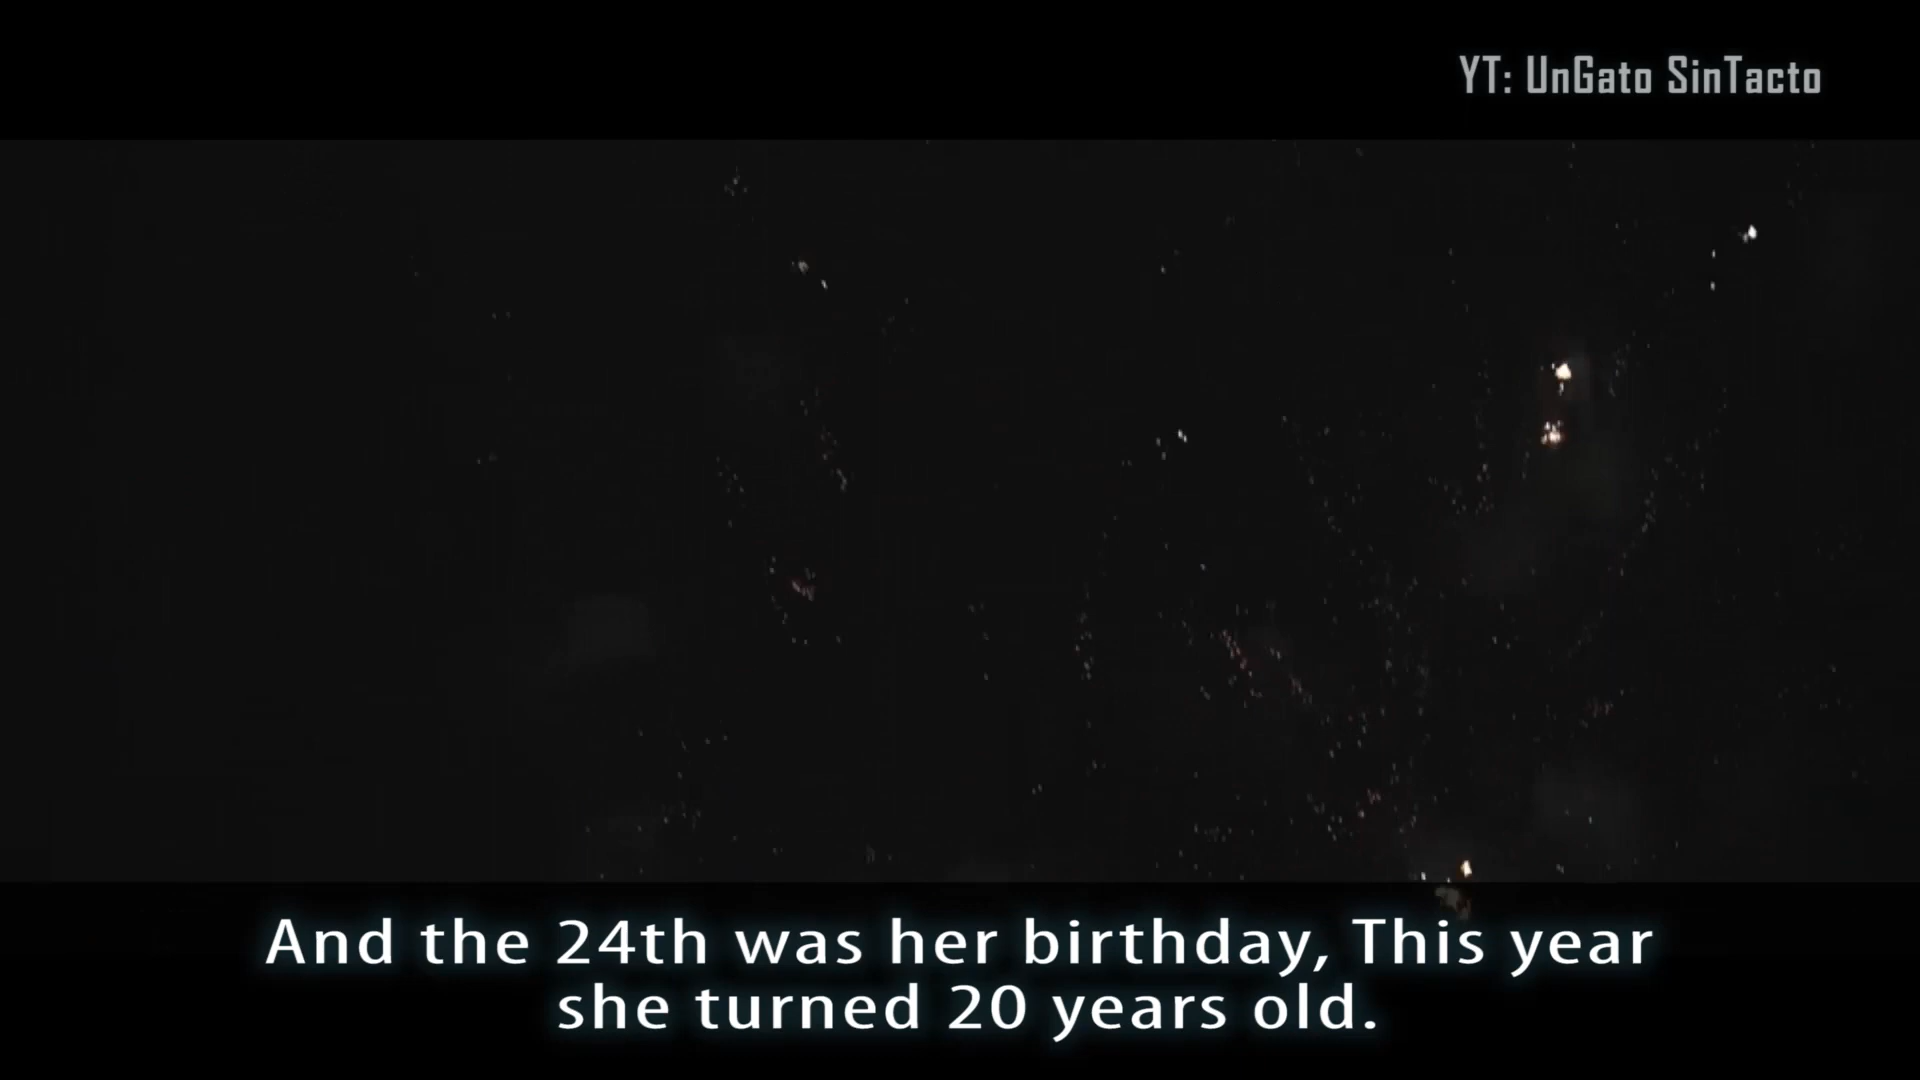 YT: UnGato SinTacto
And the 24th was her birthday, This year
she turned 20 years old.